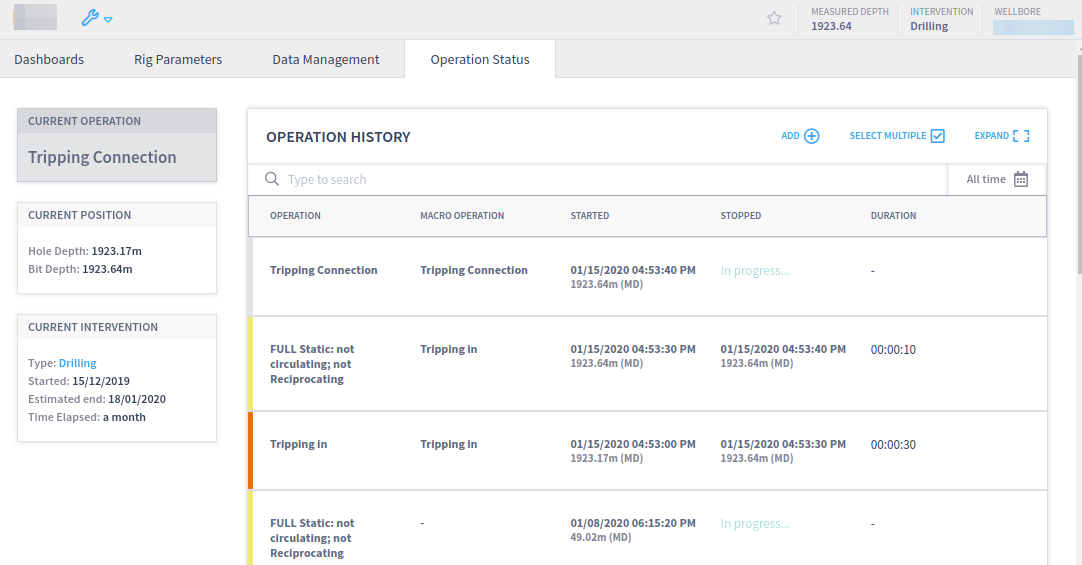 MEASURED DEPTH
1923.64
INTERVENTION
Drilling
WELLBORE
Dashboards
Rig Parameters
Data Management
Operation Status
CURRENT OPERATION
Tripping Connection
CURRENT POSITION
Hole Depth: 1923.17m
Bit Depth: 1923.64m
CURRENT INTERVENTION
Type: Drilling
Started: 15/12/2019
Estimated end: 18/01/2020
Time Elapsed: a month
OPERATION HISTORY
ADD
SELECT MULTIPLE
EXPAND
Type to search
All time
OPERATION
MACRO OPERATION
STARTED
STOPPED
DURATION
Tripping Connection
Tripping Connection
01/15/2020 04:53:40 PM
1923.64m (MD)
In progress...
-
FULL Static: not
circulating; not
Reciprocating
Tripping in
01/15/2020 04:53:30 PM
1923.64m (MD)
01/15/2020 04:53:40 PM
1923.64m (MD)
00:00:10
Tripping in
Tripping in
01/15/2020 04:53:00 PM
1923.17m (MD)
01/15/2020 04:53:30 PM
1923.64m (MD)
00:00:30
FULL Static: not
circulating; not
Reciprocating
-
01/08/2020 06:15:20 PM
49.02m (MD)
In progress...
-